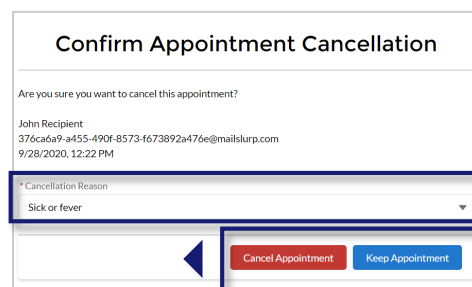 Confirm Appointment Cancellation
Are you sure you want to cancel this appointment?
John Recipient
376ca6a9-a455-490f-8573-f673892a476e@mailslurp.com
9/28/2020, 12:22 PM
* Cancellation Reason
Sick or fever
Cancel Appointment Keep Appointment